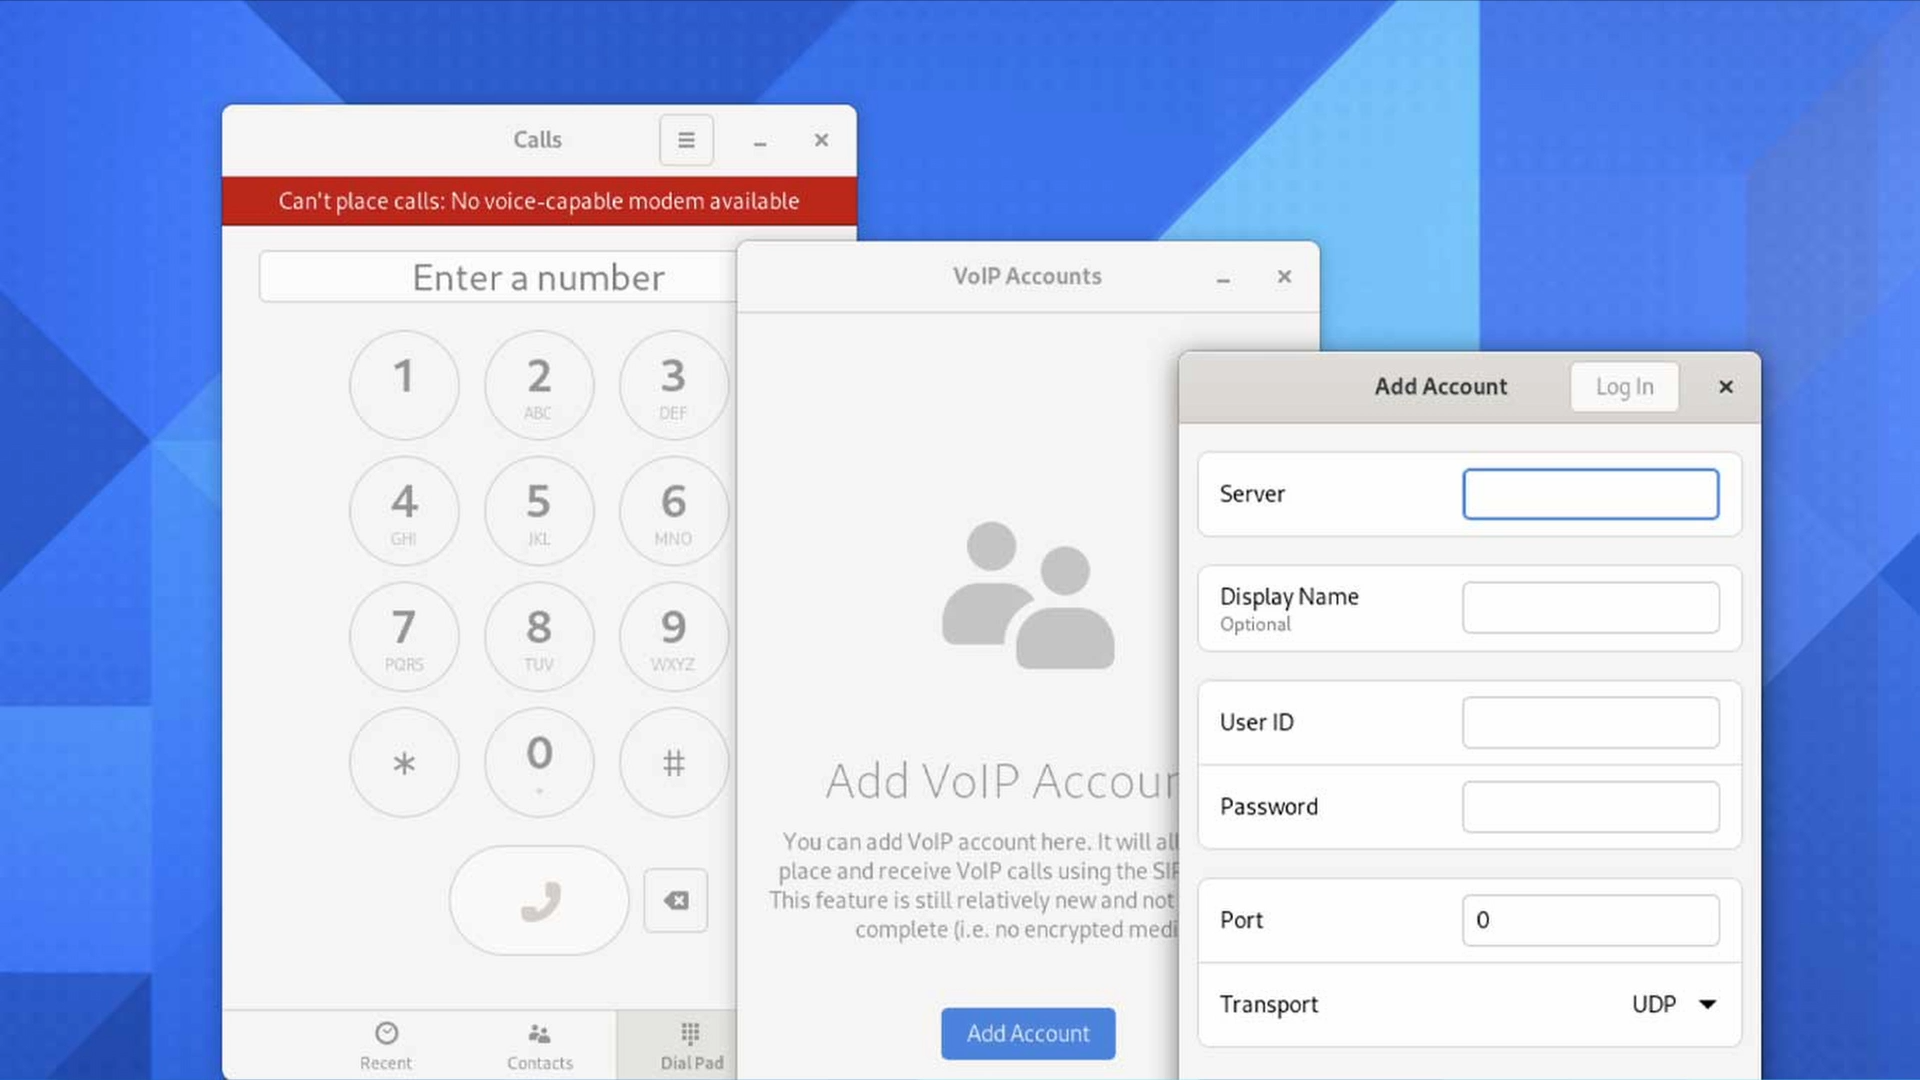 Calls
Can't place calls: No voice-capable modem available
Enter a number
1
2
ABC
3
DEF
4
GHI
5
JKL
6
MNO
7
PQRS
8
TUV
9
WXYZ
*
0
+
#
Recent
Contacts
Dial Pad
VoIP Accounts
Add VoIP Accour
You can add VoIP account here. It will all
place and receive VoIP calls using the SIP
This feature is still relatively new and not
complete (i.e. no encrypted medi
Add Account
Add Account
Log In
Server
Display Name
Optional
User ID
Password
Port
0
Transport
UDP